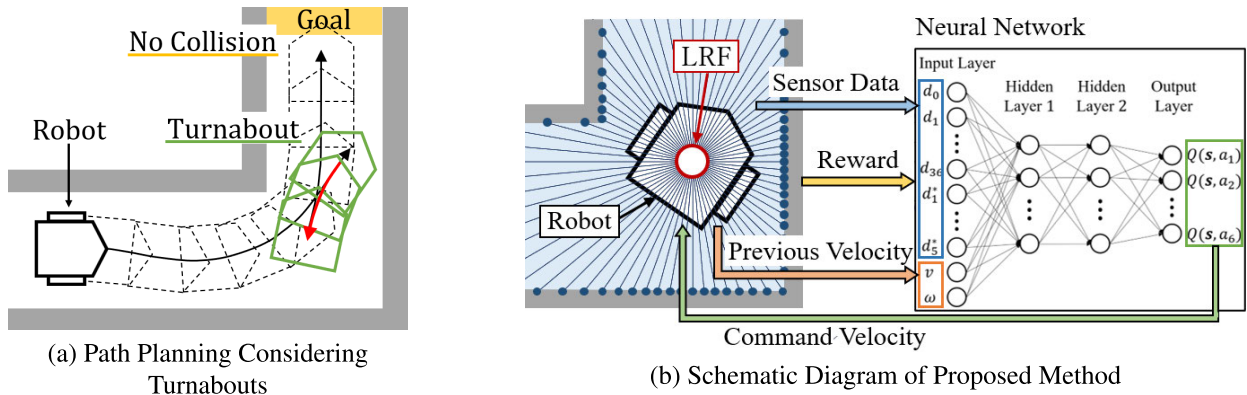 Goal
No Collision
Robot
Turnabout
(a) Path Planning Considering
Turnabouts
Neural Network
LRF
Sensor Data
Reward
Robot
Previous Velocity
Command Velocity
Input Layer
Hidden
Layer 1
Hidden
Layer 2
Output
Layer
d₀
d₁
d₃₆
d₁*
d₅*
v
ω
Q(s, a₁)
Q(s, a₂)
Q(s, a₆)
(b) Schematic Diagram of Proposed Method